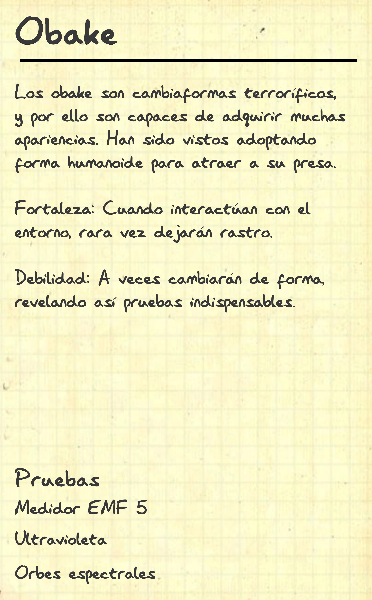 Obake
Los obake son cambiaformas terroríficos,
y por ello son capaces de adquirir muchas
apariencias. Han sido vistos adoptando
forma humanoide para atraer a su presa.
Fortaleza: Cuando interactúan con el
entorno, rara vez dejarán rastro.
Debilidad: A veces cambiarán de forma,
revelando así pruebas indispensables.
Pruebas
Medidor EMF 5
Ultravioleta
Orbes espectrales